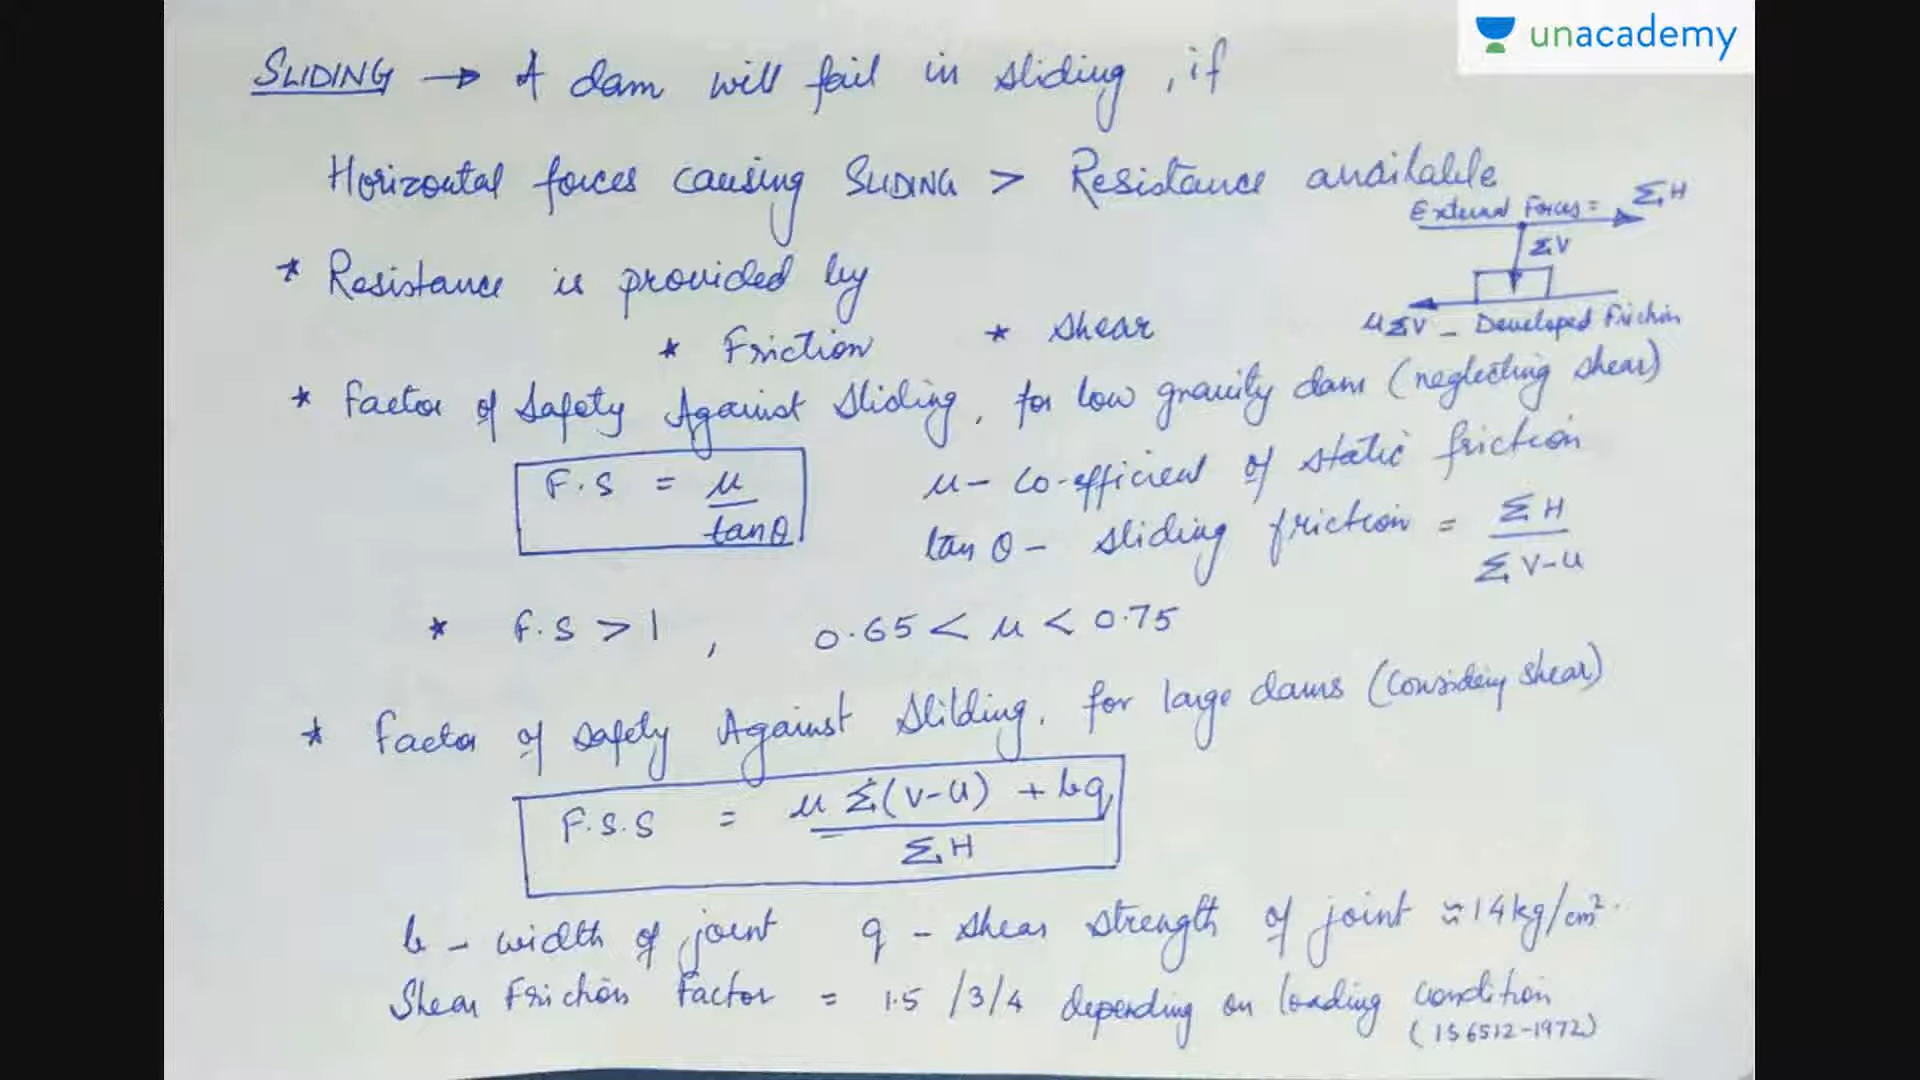 unacademy
SLIDING → A dam will fail in sliding, if
Horizontal forces causing SLIDING > Resistance available
External Forces = ΣH
ΣV
μΣV - Developed Friction
* Resistance is provided by
* Friction * Shear
* Factor of Safety Against Sliding, for low gravity dam (neglecting shear)
F.S = μ / tanθ
μ - Co-efficient of static friction
tan θ - sliding friction = ΣH / ΣV-U
* F.S > 1 , 0.65 < μ < 0.75
* Factor of safety Against Sliding. for large dams (Considering shear)
F.S.S = μ Σ(V-U) + bq / ΣH
b - width of joint q - shear strength of joint ≈ 14 kg/cm².
Shear Friction Factor = 1.5 /3/4 depending on loading condition
(IS 6512-1972)